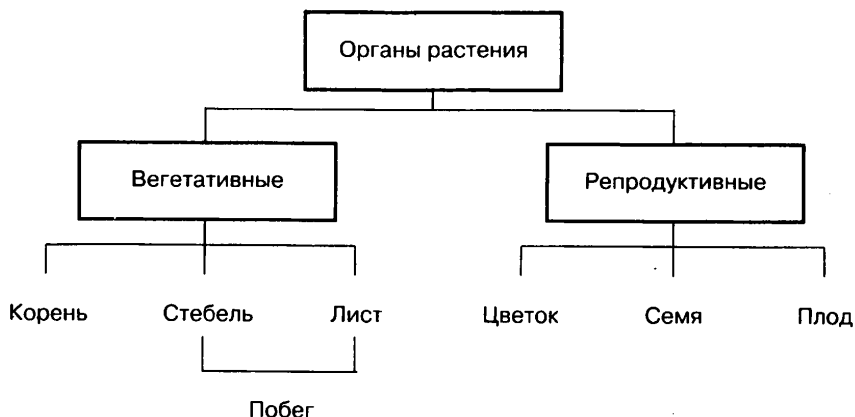 Органы растения
Вегетативные
Репродуктивные
Корень
Стебель
Лист
Цветок
Семя
Плод
Побег